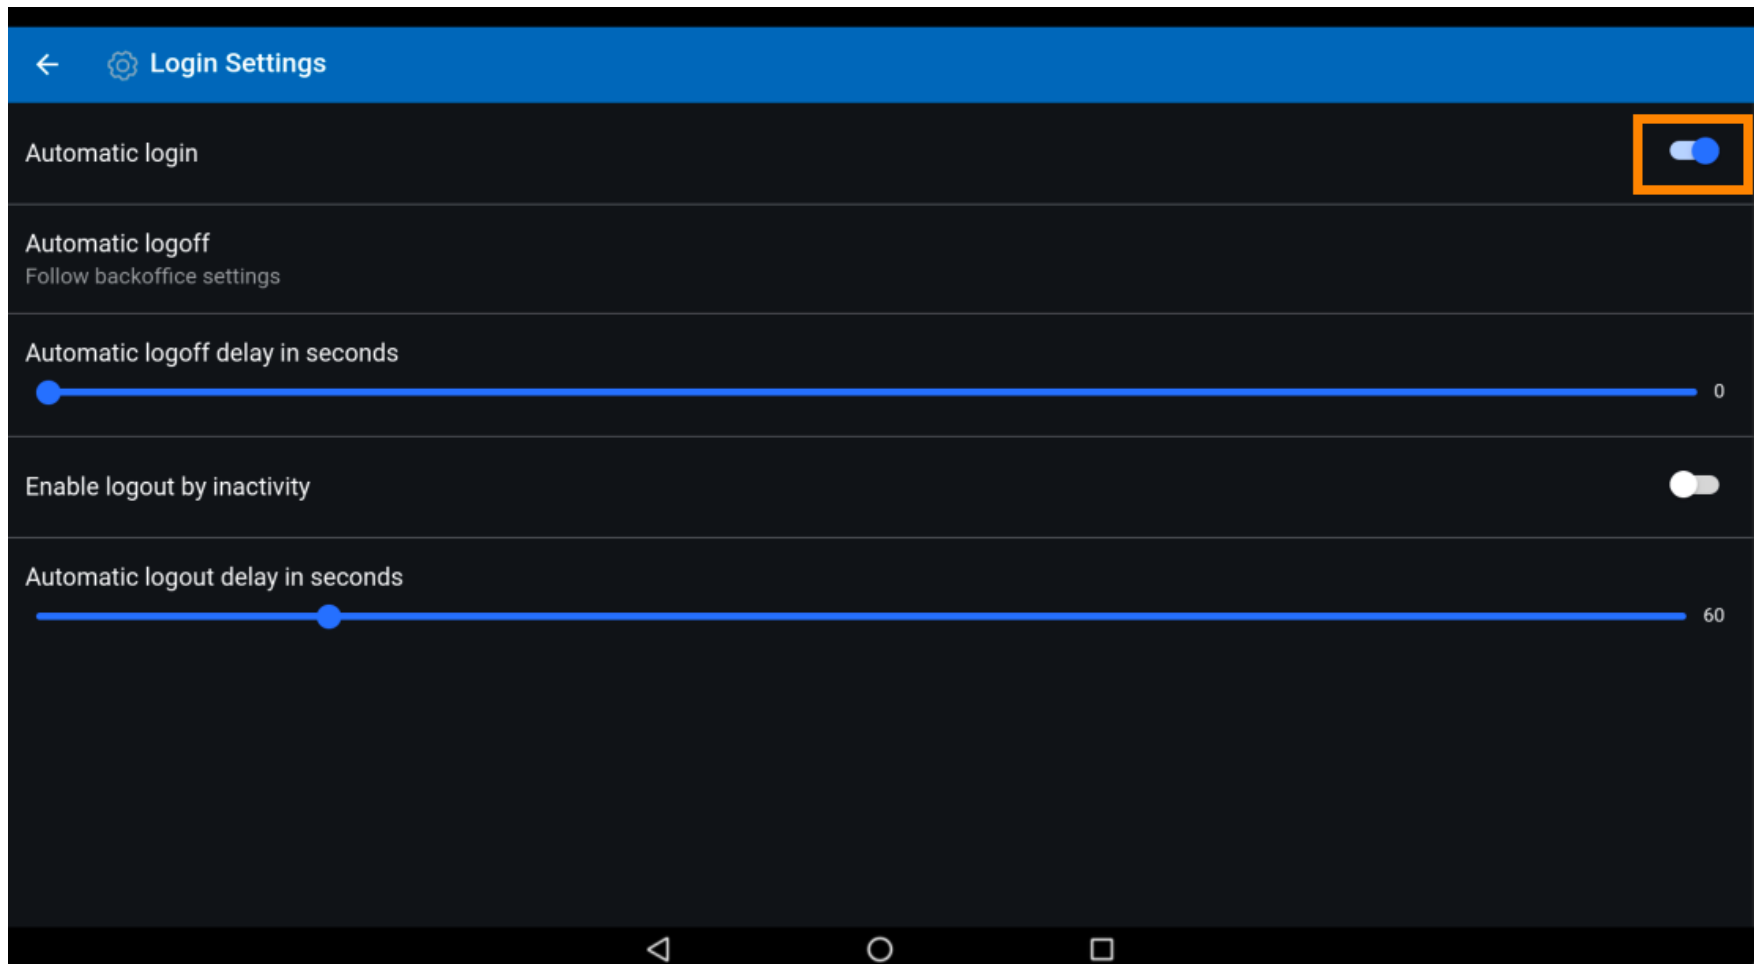 Login Settings
Automatic login
Automatic logoff
Follow backoffice settings
Automatic logoff delay in seconds
0
Enable logout by inactivity
Automatic logout delay in seconds
60